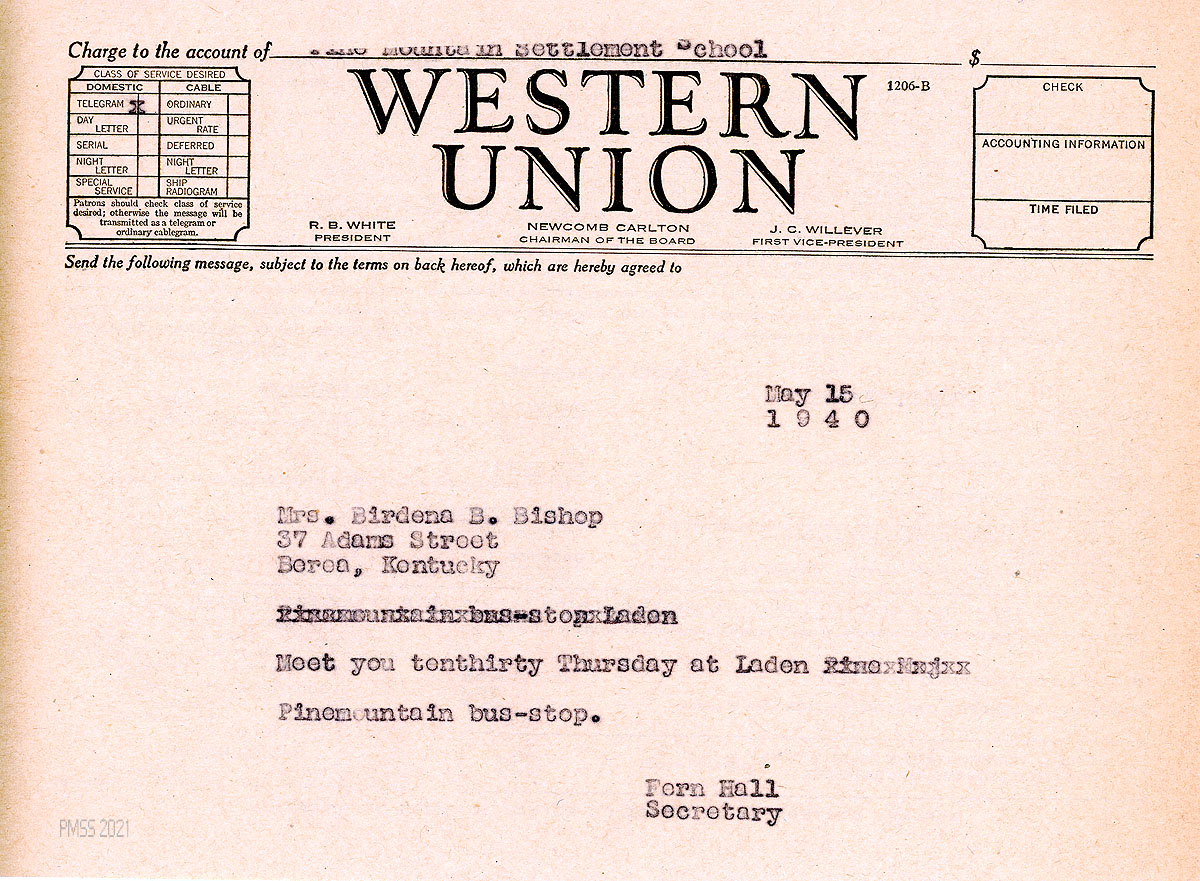 Charge to the account of Pine Mountain Settlement School $
CLASS OF SERVICE DESIRED
DOMESTIC CABLE
TELEGRAM X ORDINARY
DAY LETTER URGENT RATE
SERIAL DEFERRED
NIGHT LETTER NIGHT LETTER
SPECIAL SERVICE SHIP RADIOGRAM
Patrons should check class of service
desired; otherwise the message will be
transmitted as a telegram or
ordinary cablegram.
WESTERN
UNION
1206-B
CHECK
ACCOUNTING INFORMATION
TIME FILED
R. B. WHITE
PRESIDENT
NEWCOMB CARLTON
CHAIRMAN OF THE BOARD
J. C. WILLEVER
FIRST VICE-PRESIDENT
Send the following message, subject to the terms on back hereof, which are hereby agreed to
May 15
1 9 4 0
Mrs. Birdena B. Bishop
37 Adams Street
Berea, Kentucky
bus-stop Laden
Meet you tenthirty Thursday at Laden
Pinemountain bus-stop.
Fern Hall
Secretary
PMSS 2021